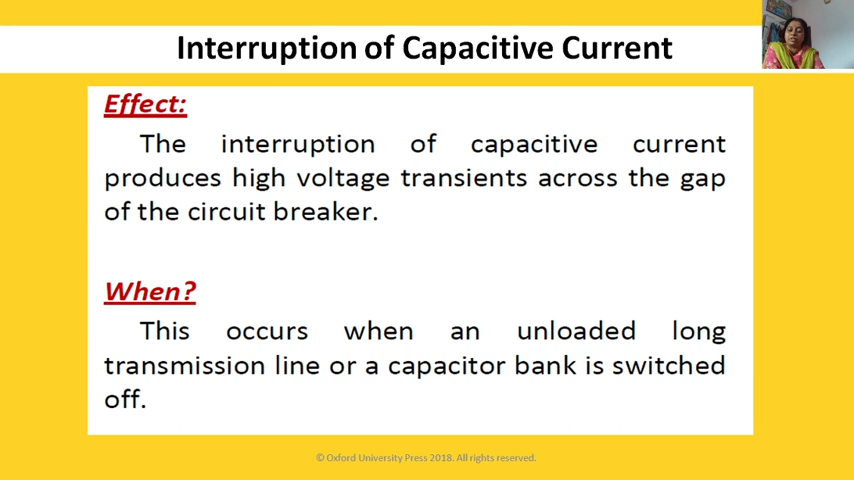 Interruption of Capacitive Current
Effect:
The interruption of capacitive current
produces high voltage transients across the gap
of the circuit breaker.
When?
This occurs when an unloaded long
transmission line or a capacitor bank is switched
off.
© Oxford University Press 2018. All rights reserved.